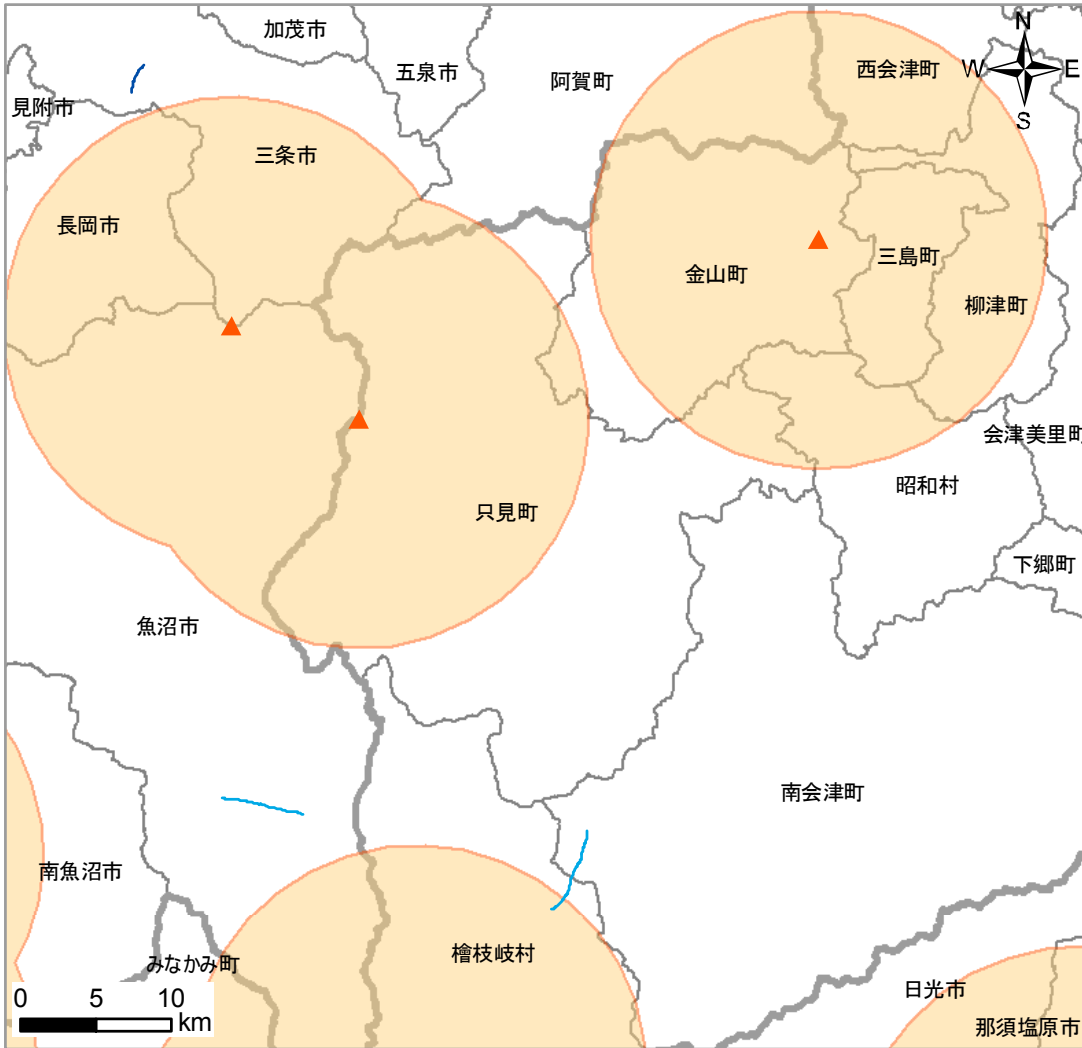 加茂市
N
五泉市
阿賀町
西会津町
W
E
見附市
S
三条市
長岡市
三島町
金山町
柳津町
会津美里町
昭和村
只見町
下郷町
魚沼市
南会津町
南魚沼市
檜枝岐村
みなかみ町
日光市
0 5 10
km
那須塩原市